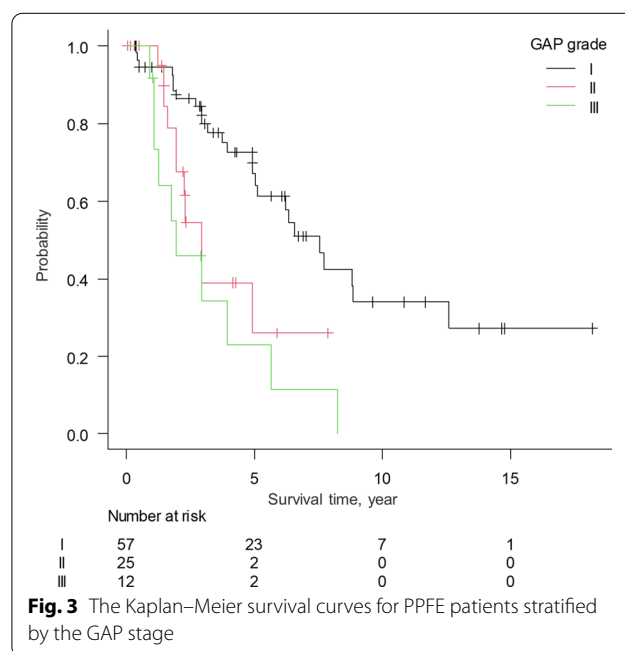 GAP grade
I
II
III
1.0
0.8
0.6
0.4
0.2
0.0
Probability
0 5 10 15
Survival time, year
Number at risk
I 57 23 7 1
II 25 2 0 0
III 12 2 0 0
Fig. 3 The Kaplan–Meier survival curves for PPFE patients stratified
by the GAP stage